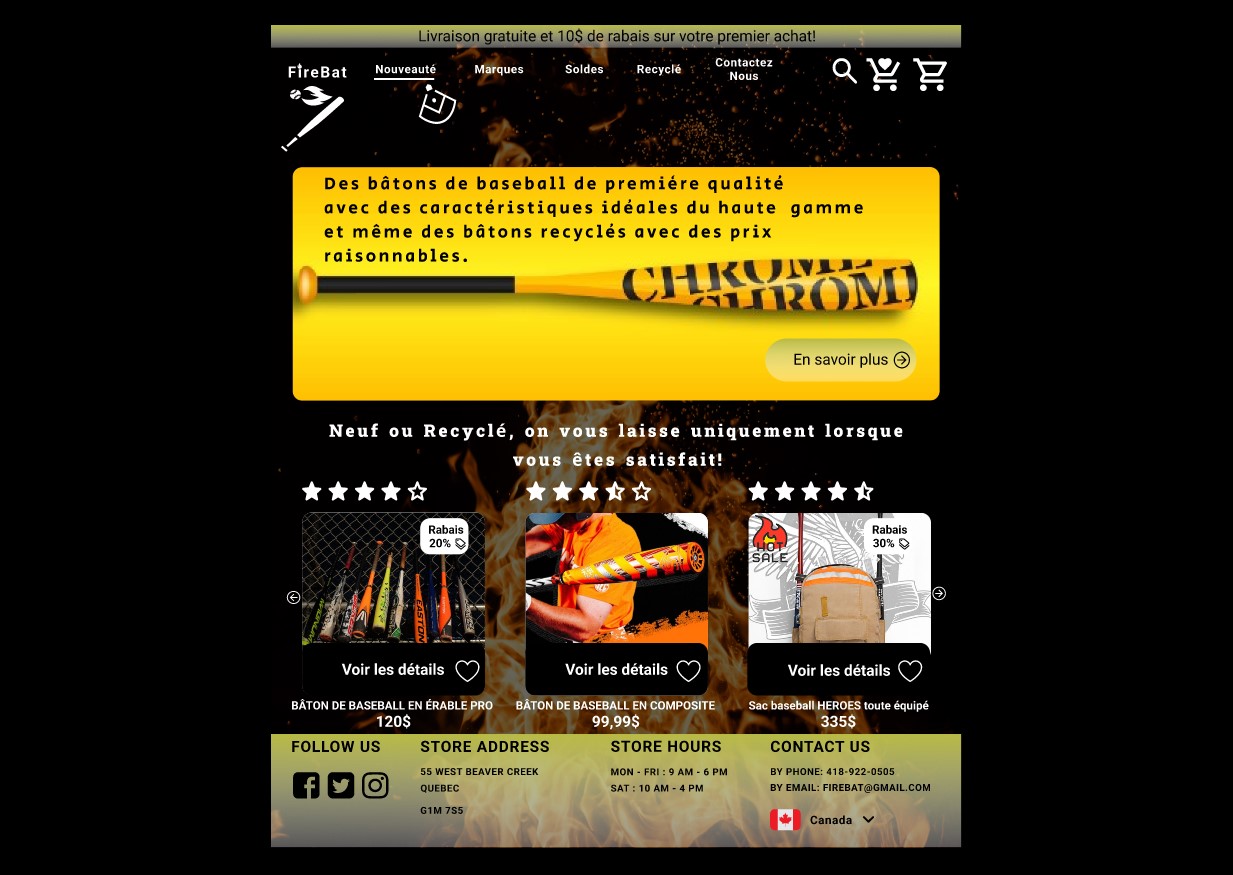 Livraison gratuite et 10$ de rabais sur votre premier achat!
FireBat
Nouveauté
Marques
Soldes
Recyclé
Contactez
Nous
Des bâtons de baseball de premiére qualité
avec des caractéristiques idéales du haute gamme
et même des bâtons recyclés avec des prix
raisonnables.
CHROME
CHROM
En savoir plus
Neuf ou Recyclé, on vous laisse uniquement lorsque
vous êtes satisfait!
Rabais
20%
EASTON
HOT
SALE
Rabais
30%
Voir les détails
Voir les détails
Voir les détails
BÂTON DE BASEBALL EN ÉRABLE PRO
120$
BÂTON DE BASEBALL EN COMPOSITE
99,99$
Sac baseball HEROES toute équipé
335$
FOLLOW US
STORE ADDRESS
55 WEST BEAVER CREEK
QUEBEC
G1M 7S5
STORE HOURS
MON - FRI : 9 AM - 6 PM
SAT : 10 AM - 4 PM
CONTACT US
BY PHONE: 418-922-0505
BY EMAIL: FIREBAT@GMAIL.COM
Canada